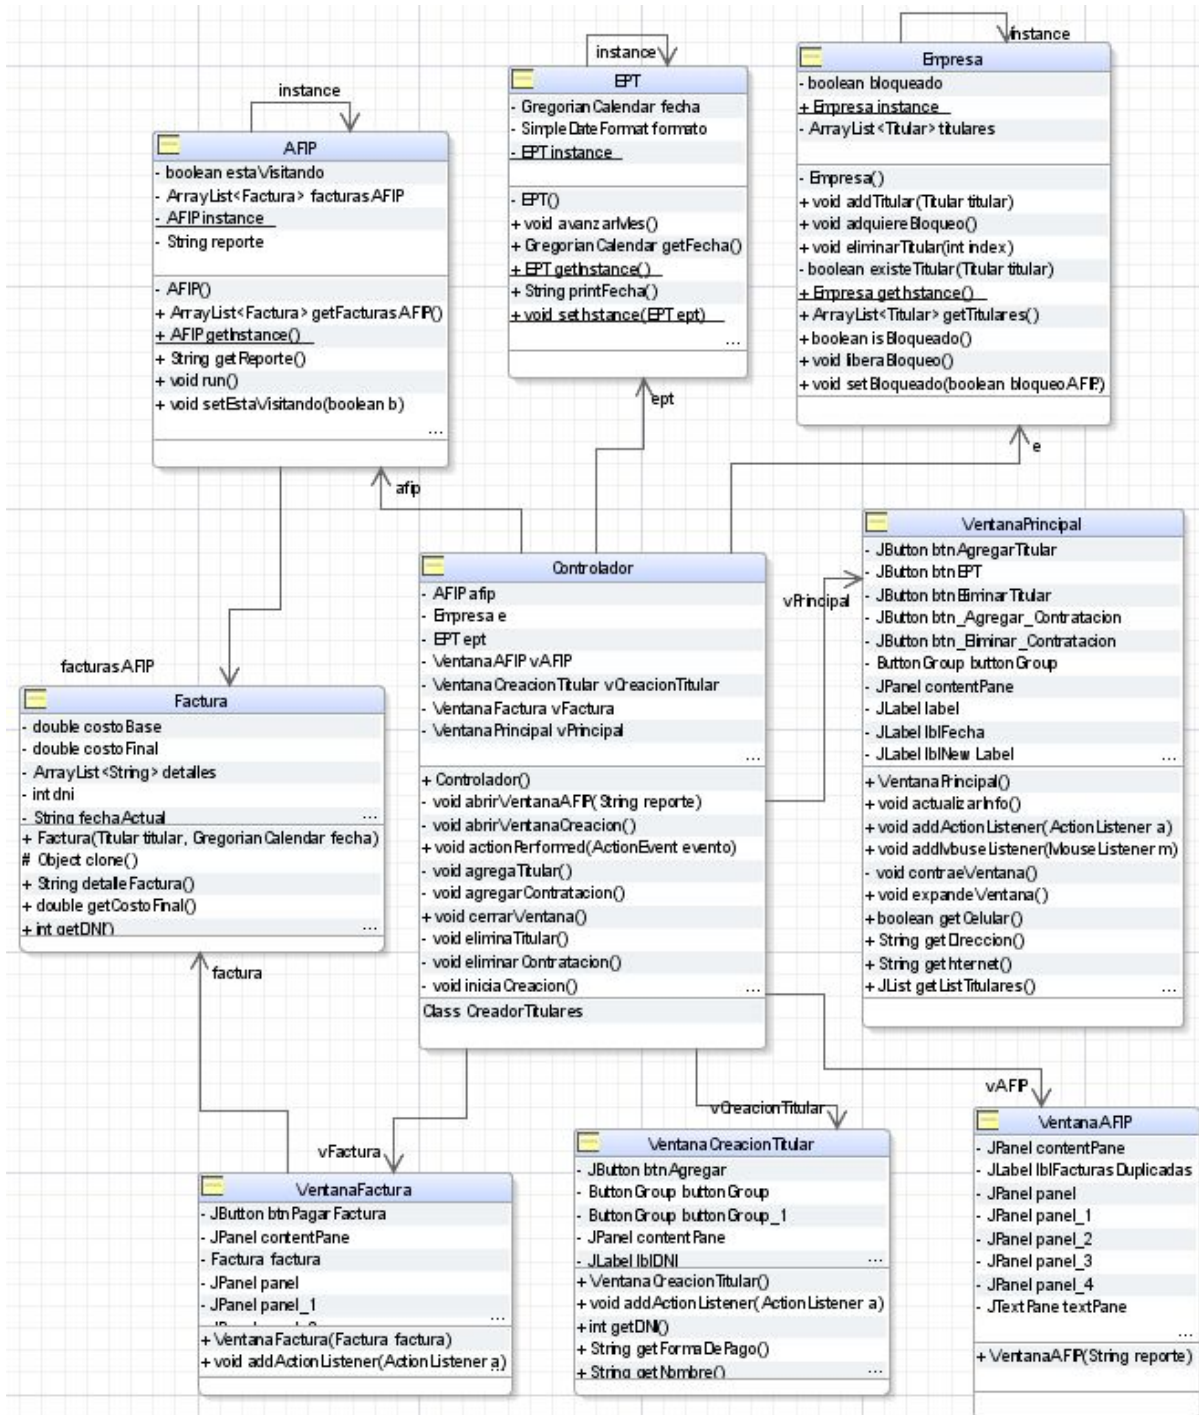 instance
AFIP
- boolean estaVisitando
- ArrayList<Factura> facturasAFIP
- AFIP instance
- String reporte
- AFIP()
+ ArrayList<Factura> getFacturasAFIP()
+ AFIP getInstance()
+ String getReporte()
+ void run()
+ void setEstaVisitando(boolean b)
...
instance
EPT
- GregorianCalendar fecha
- SimpleDateFormat formato
- EPT instance
- EPT()
+ void avanzarMes()
+ GregorianCalendar getFecha()
+ EPT getInstance()
+ String printFecha()
+ void setInstance(EPT ept)
...
instance
Empresa
- boolean bloqueado
+ Empresa instance
- ArrayList<Titular> titulares
- Empresa()
+ void addTitular(Titular titular)
+ void adquiereBloqueo()
+ void eliminarTitular(int index)
- boolean existeTitular(Titular titular)
+ Empresa getInstance()
+ ArrayList<Titular> getTitulares()
+ boolean isBloqueado()
+ void liberaBloqueo()
+ void setBloqueado(boolean bloqueoAFIP)
afip
ept
e
facturasAFIP
Factura
- double costoBase
- double costoFinal
- ArrayList<String> detalles
- int dni
- String fechaActual
...
+ Factura(Titular titular, GregorianCalendar fecha)
# Object clone()
+ String detalleFactura()
+ double getCostoFinal()
+ int getDNI()
...
factura
Controlador
- AFIP afip
- Empresa e
- EPT ept
- VentanaAFIP vAFIP
- VentanaCreacionTitular vCreacionTitular
- VentanaFactura vFactura
- VentanaPrincipal vPrincipal
...
+ Controlador()
- void abrirVentanaAFIP(String reporte)
- void abrirVentanaCreacion()
+ void actionPerformed(ActionEvent evento)
- void agregaTitular()
- void agregarContratacion()
+ void cerrarVentana()
- void eliminaTitular()
- void eliminarContratacion()
- void iniciaCreacion()
...
Class CreadorTitulares
vPrincipal
VentanaPrincipal
- JButton btnAgregarTitular
- JButton btnEPT
- JButton btnEliminarTitular
- JButton btn_Agregar_Contratacion
- JButton btn_Eliminar_Contratacion
- ButtonGroup buttonGroup
- JPanel contentPane
- JLabel label
- JLabel lblFecha
- JLabel lblNewLabel
...
+ VentanaPrincipal()
+ void actualizarInfo()
+ void addActionListener(ActionListener a)
+ void addMouseListener(MouseListener m)
- void contraeVentana()
+ void expandeVentana()
+ boolean getCelular()
+ String getDireccion()
+ String getInternet()
+ JList getListTitulares()
...
vFactura
VentanaFactura
- JButton btnPagarFactura
- JPanel contentPane
- Factura factura
- JPanel panel
- JPanel panel_1
...
+ VentanaFactura(Factura factura)
+ void addActionListener(ActionListener a)
...
vCreacionTitular
VentanaCreacionTitular
- JButton btnAgregar
- ButtonGroup buttonGroup
- ButtonGroup buttonGroup_1
- JPanel contentPane
- JLabel lblDNI
...
+ VentanaCreacionTitular()
+ void addActionListener(ActionListener a)
+ int getDNI()
+ String getFormaDePago()
+ String getNombre()
...
vAFIP
VentanaAFIP
- JPanel contentPane
- JLabel lblFacturasDuplicadas
- JPanel panel
- JPanel panel_1
- JPanel panel_2
- JPanel panel_3
- JPanel panel_4
- JTextPane textPane
...
+ VentanaAFIP(String reporte)